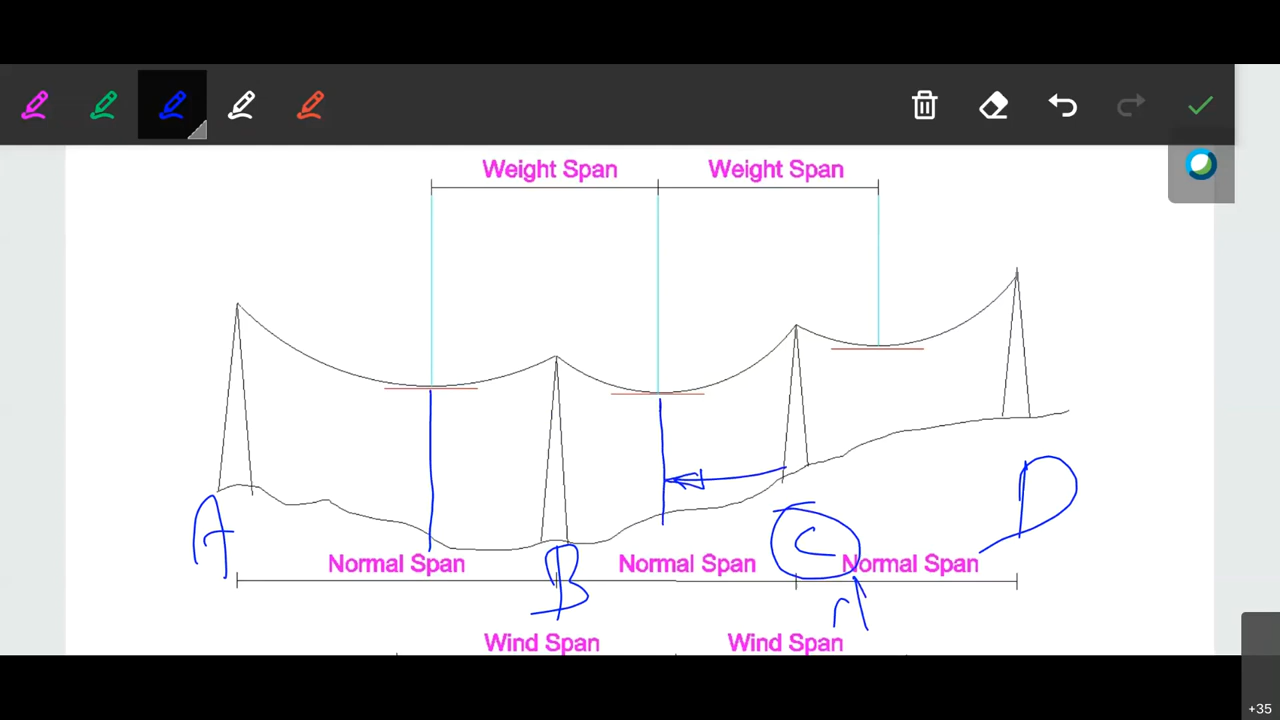 Weight Span Weight Span
A
B
C
D
Normal Span Normal Span Normal Span
Wind Span Wind Span
+35